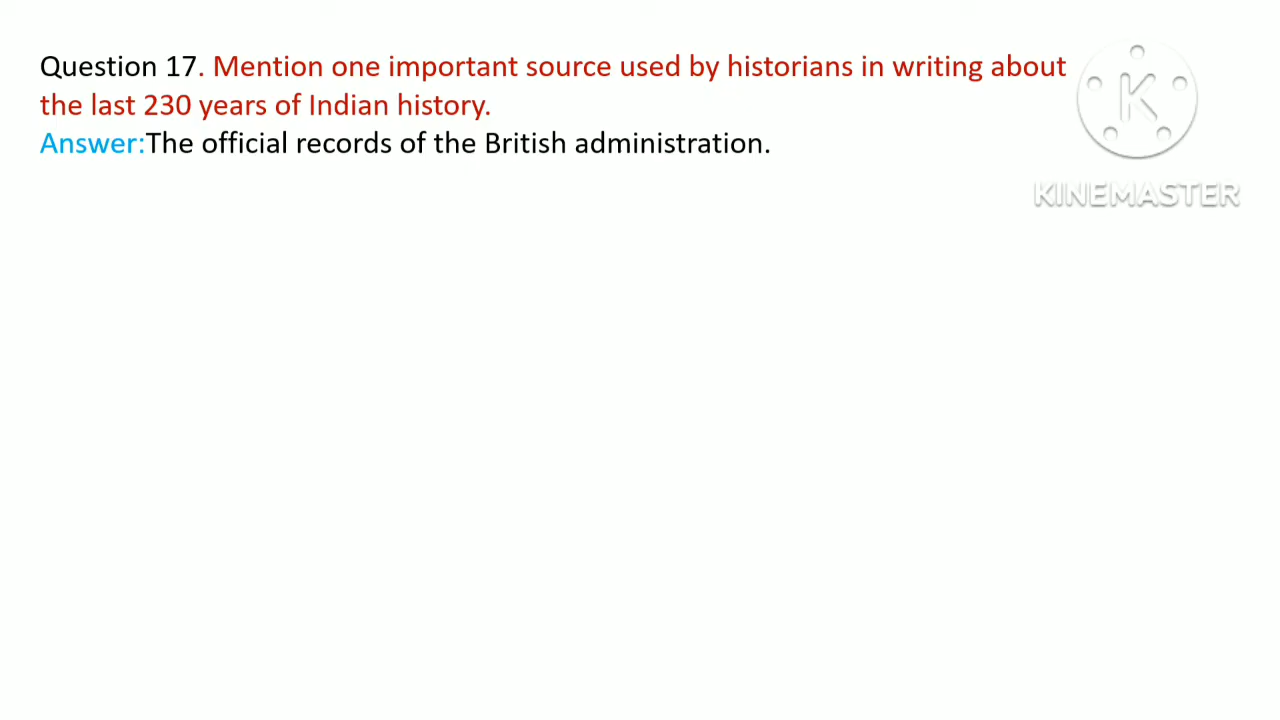 Question 17. Mention one important source used by historians in writing about
the last 230 years of Indian history.
Answer:The official records of the British administration.
K
KINEMASTER